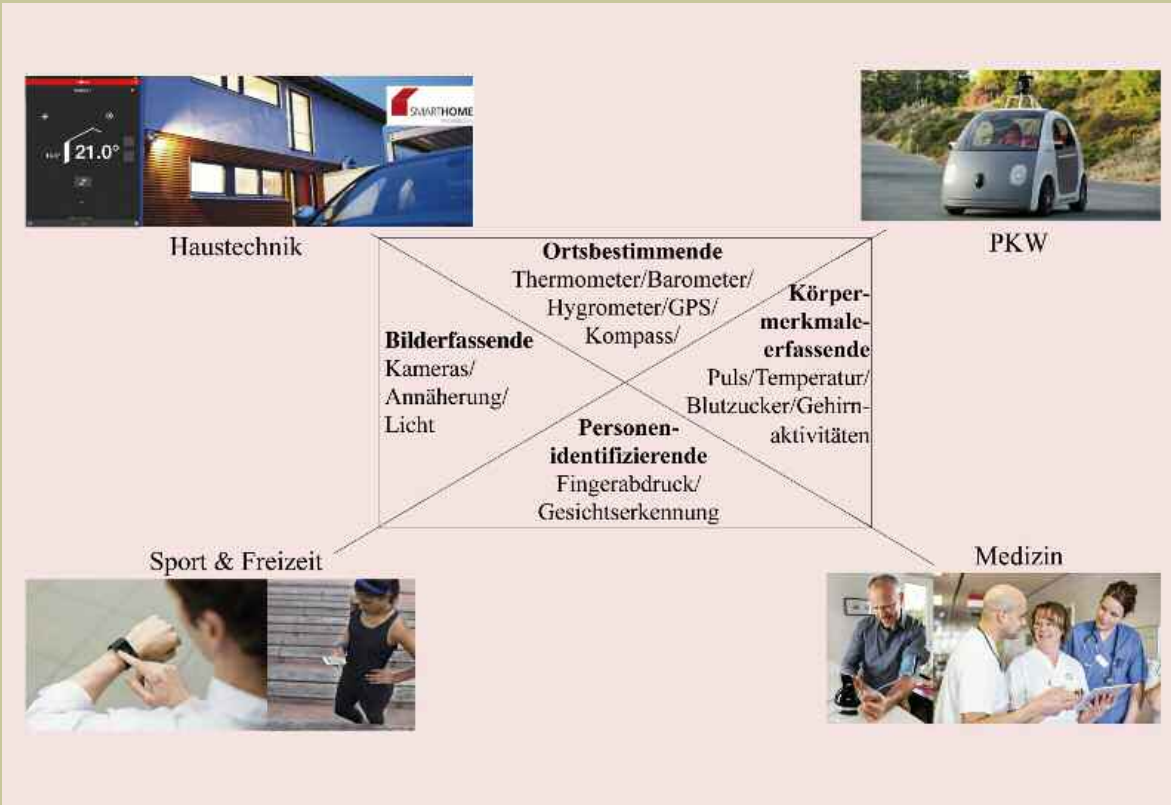 21.0°
SMARTHOME
Haustechnik
PKW
Ortsbestimmende
Thermometer/Barometer/
Hygrometer/GPS/
Kompass/
Bilderfassende
Kameras/
Annäherung/
Licht
Körper-
merkmale-
erfassende
Puls/Temperatur/
Blutzucker/Gehirn-
aktivitäten
Personen-
identifizierende
Fingerabdruck/
Gesichtserkennung
Sport & Freizeit
Medizin